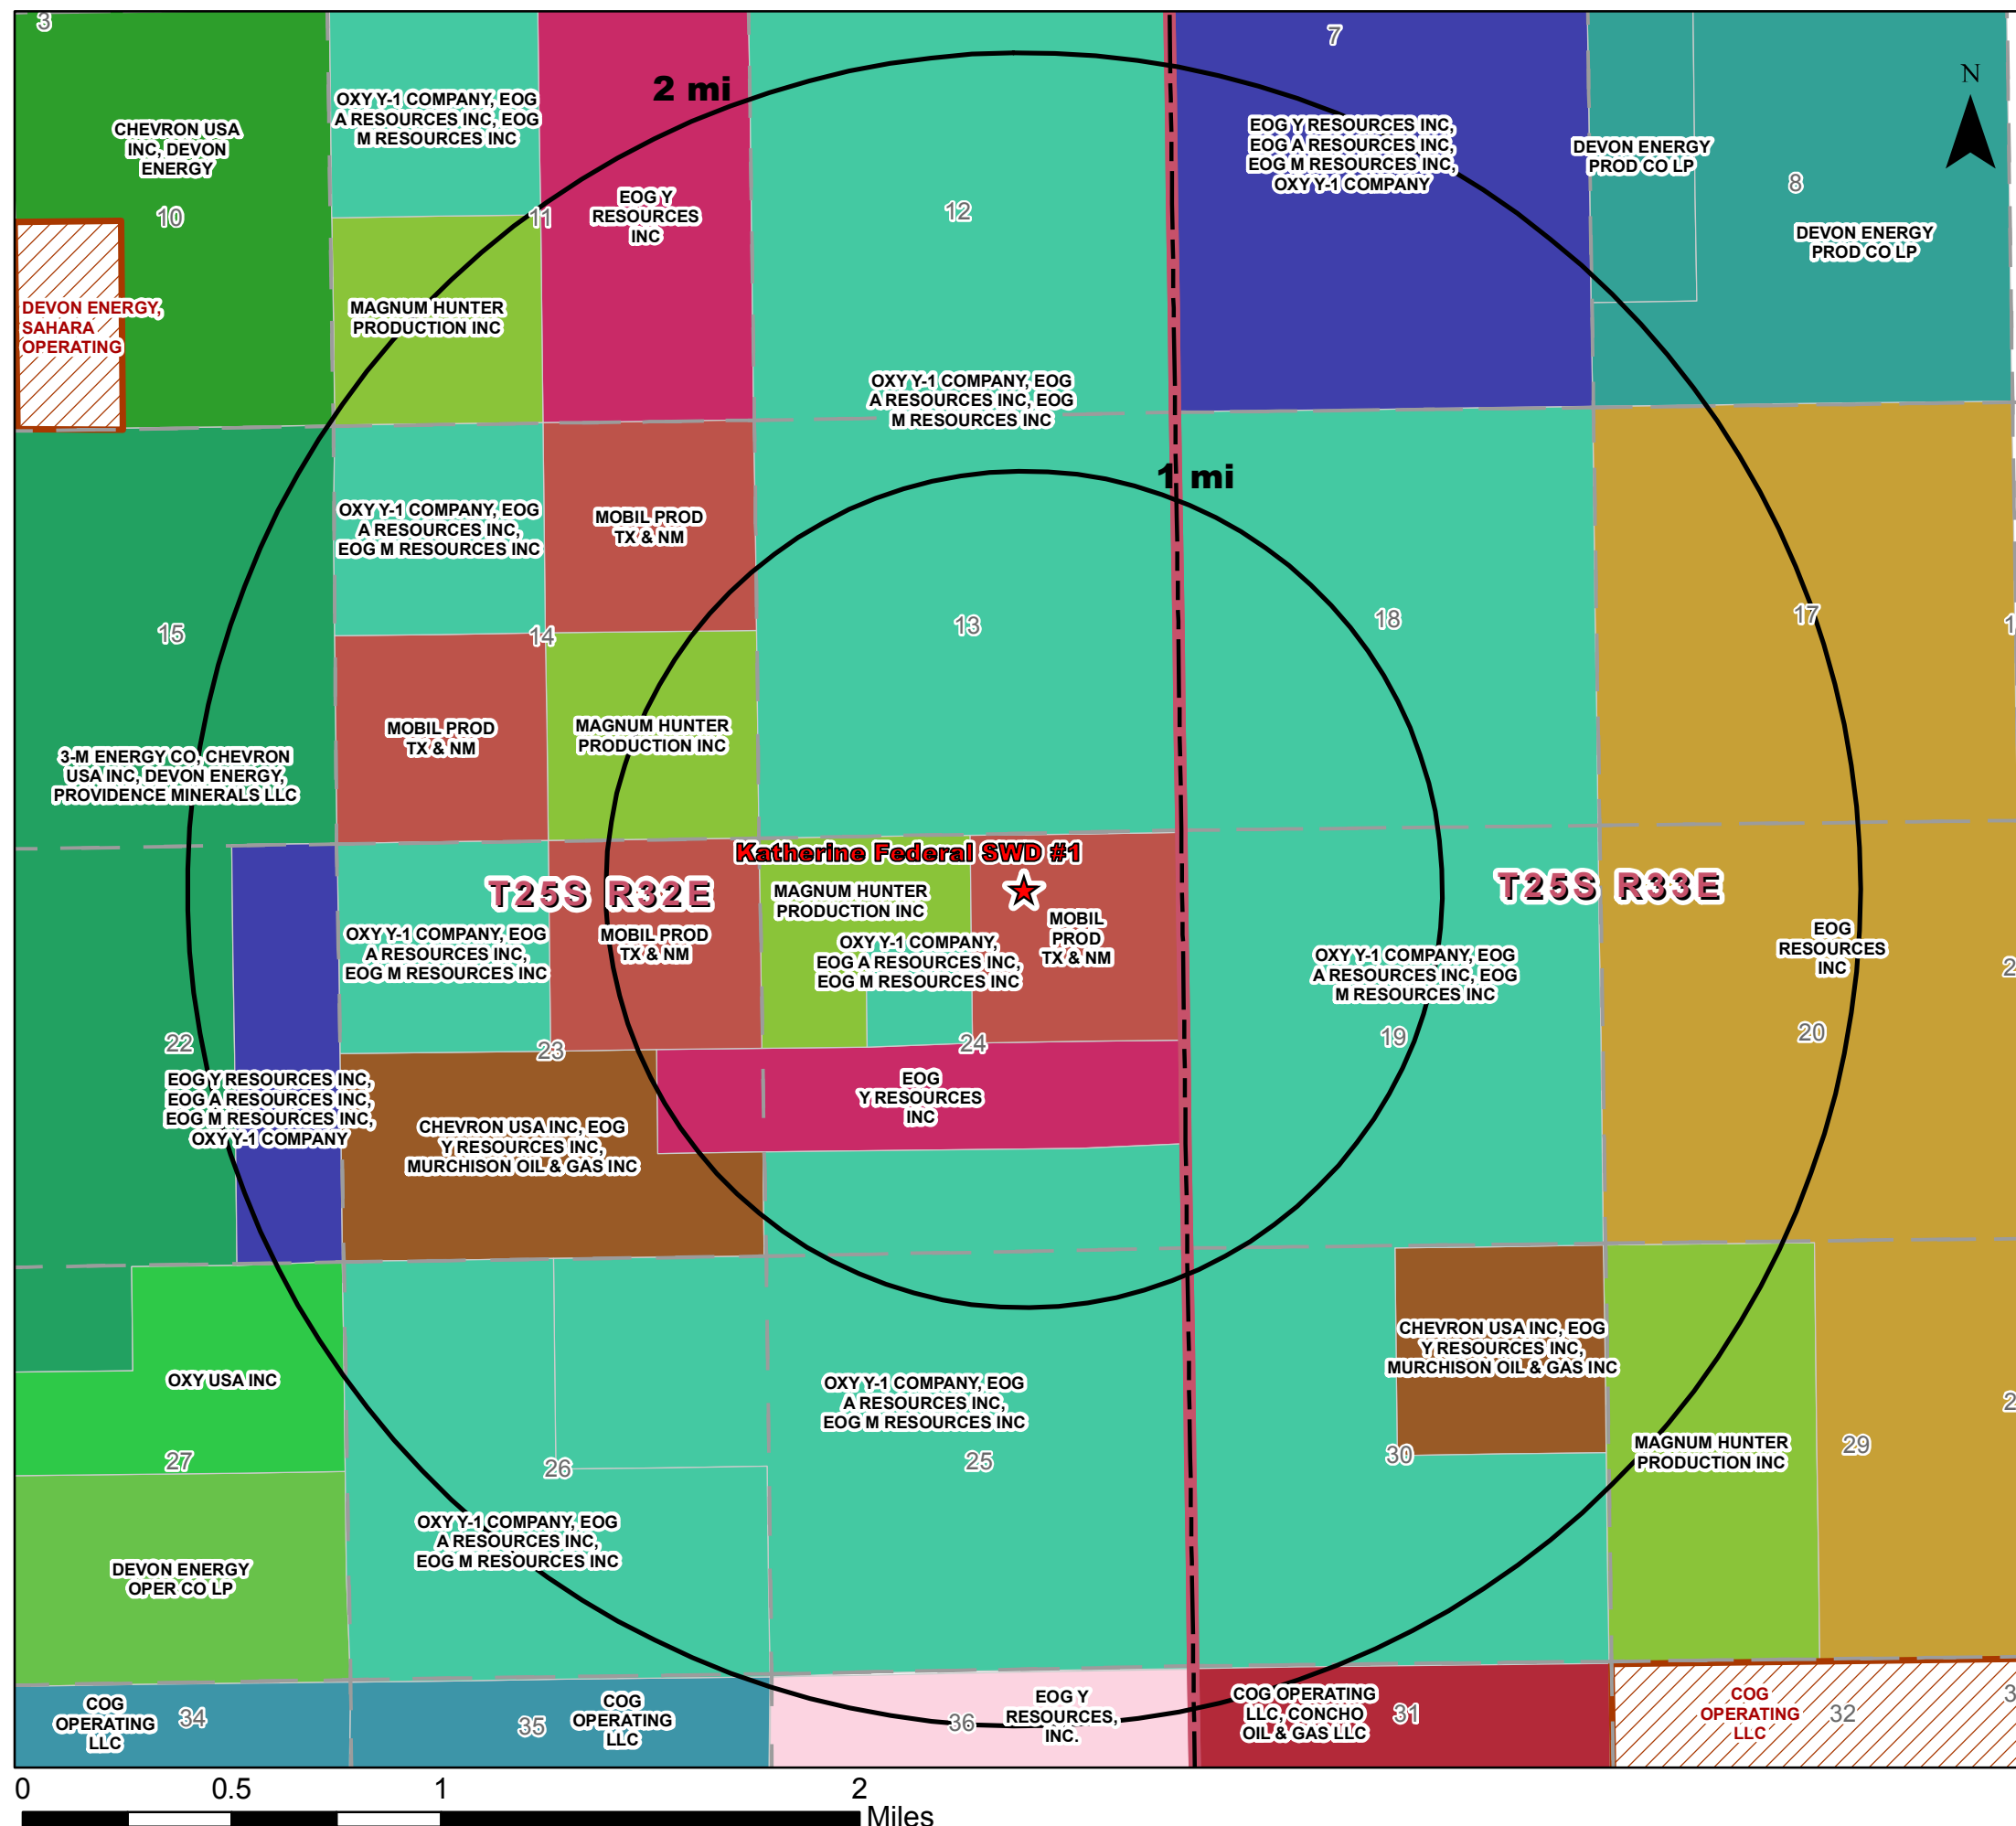 3
7
2 mi
N
OXY Y-1 COMPANY, EOG
A RESOURCES INC, EOG
M RESOURCES INC
CHEVRON USA
INC, DEVON
ENERGY
EOG Y RESOURCES INC,
EOG A RESOURCES INC,
EOG M RESOURCES INC,
OXY Y-1 COMPANY
DEVON ENERGY
PROD CO LP
8
10
11
EOG Y
RESOURCES
INC
12
DEVON ENERGY
PROD CO LP
DEVON ENERGY,
SAHARA
OPERATING
MAGNUM HUNTER
PRODUCTION INC
OXY Y-1 COMPANY, EOG
A RESOURCES INC, EOG
M RESOURCES INC
1 mi
OXY Y-1 COMPANY, EOG
A RESOURCES INC,
EOG M RESOURCES INC
MOBIL PROD
TX & NM
15
14
13
18
17
1
MOBIL PROD
TX & NM
MAGNUM HUNTER
PRODUCTION INC
3-M ENERGY CO, CHEVRON
USA INC, DEVON ENERGY,
PROVIDENCE MINERALS LLC
Katherine Federal SWD #1
T25S R32E
T25S R33E
MAGNUM HUNTER
PRODUCTION INC
MOBIL
PROD
TX & NM
OXY Y-1 COMPANY, EOG
A RESOURCES INC,
EOG M RESOURCES INC
MOBIL PROD
TX & NM
OXY Y-1 COMPANY,
EOG A RESOURCES INC,
EOG M RESOURCES INC
OXY Y-1 COMPANY, EOG
A RESOURCES INC, EOG
M RESOURCES INC
EOG
RESOURCES
INC
2
22
23
24
19
20
EOG Y RESOURCES INC,
EOG A RESOURCES INC,
EOG M RESOURCES INC,
OXY Y-1 COMPANY
EOG
Y RESOURCES
INC
CHEVRON USA INC, EOG
Y RESOURCES INC,
MURCHISON OIL & GAS INC
CHEVRON USA INC, EOG
Y RESOURCES INC,
MURCHISON OIL & GAS INC
OXY USA INC
OXY Y-1 COMPANY, EOG
A RESOURCES INC,
EOG M RESOURCES INC
2
27
26
25
30
MAGNUM HUNTER
PRODUCTION INC
29
OXY Y-1 COMPANY, EOG
A RESOURCES INC,
EOG M RESOURCES INC
DEVON ENERGY
OPER CO LP
COG
OPERATING
LLC
34
35
COG
OPERATING
LLC
36
EOG Y
RESOURCES,
INC.
COG OPERATING
LLC, CONCHO
OIL & GAS LLC
31
COG
OPERATING
LLC
32
3
0 0.5 1 2
Miles